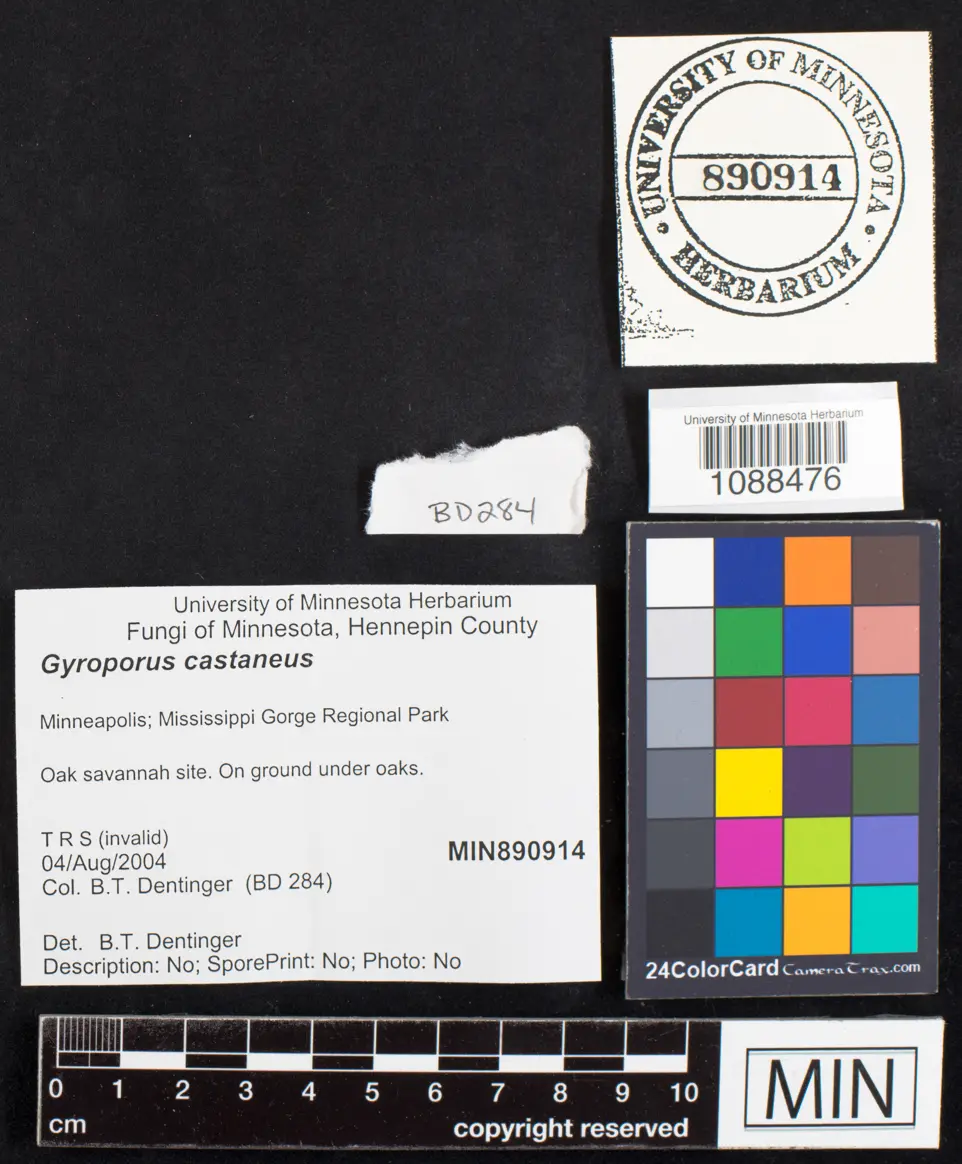 UNIVERSITY OF MINNESOTA
890914
HERBARIUM
University of Minnesota Herbarium
1088476
BD284
University of Minnesota Herbarium
Fungi of Minnesota, Hennepin County
Gyroporus castaneus
Minneapolis; Mississippi Gorge Regional Park
Oak savannah site. On ground under oaks.
T R S (invalid)
04/Aug/2004
MIN890914
Col. B.T. Dentinger (BD 284)
Det. B.T. Dentinger
Description: No; SporePrint: No; Photo: No
24ColorCard CameraTrax.com
0 1 2 3 4 5 6 7 8 9 10
cm
copyright reserved
MIN